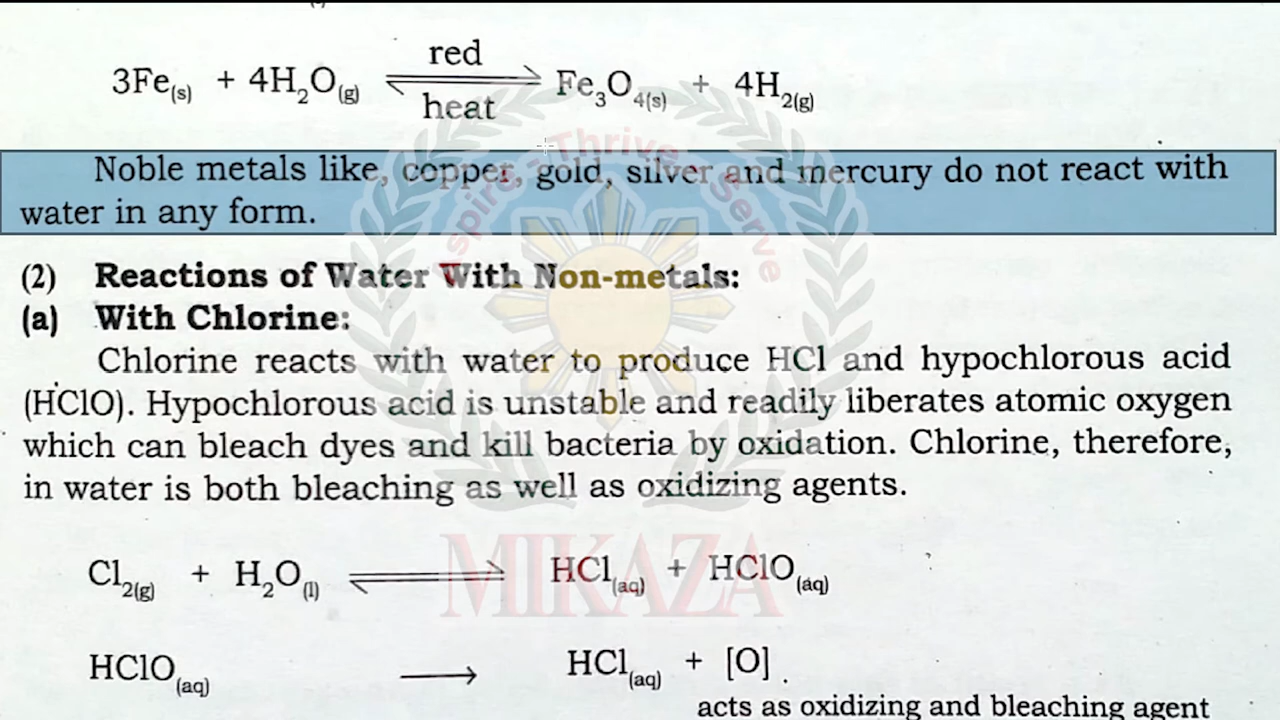 red
3Fe(s) + 4H2O(g) ⇌ Fe3O4(s) + 4H2(g)
heat
Noble metals like, copper, gold, silver and mercury do not react with
water in any form.
(2) Reactions of Water With Non-metals:
(a) With Chlorine:
Chlorine reacts with water to produce HCl and hypochlorous acid
(HClO). Hypochlorous acid is unstable and readily liberates atomic oxygen
which can bleach dyes and kill bacteria by oxidation. Chlorine, therefore,
in water is both bleaching as well as oxidizing agents.
Cl2(g) + H2O(l) ⇌ HCl(aq) + HClO(aq)
HClO(aq) ⟶ HCl(aq) + [O]
acts as oxidizing and bleaching agent
Aspire - Thrive - Serve
MIKAZA